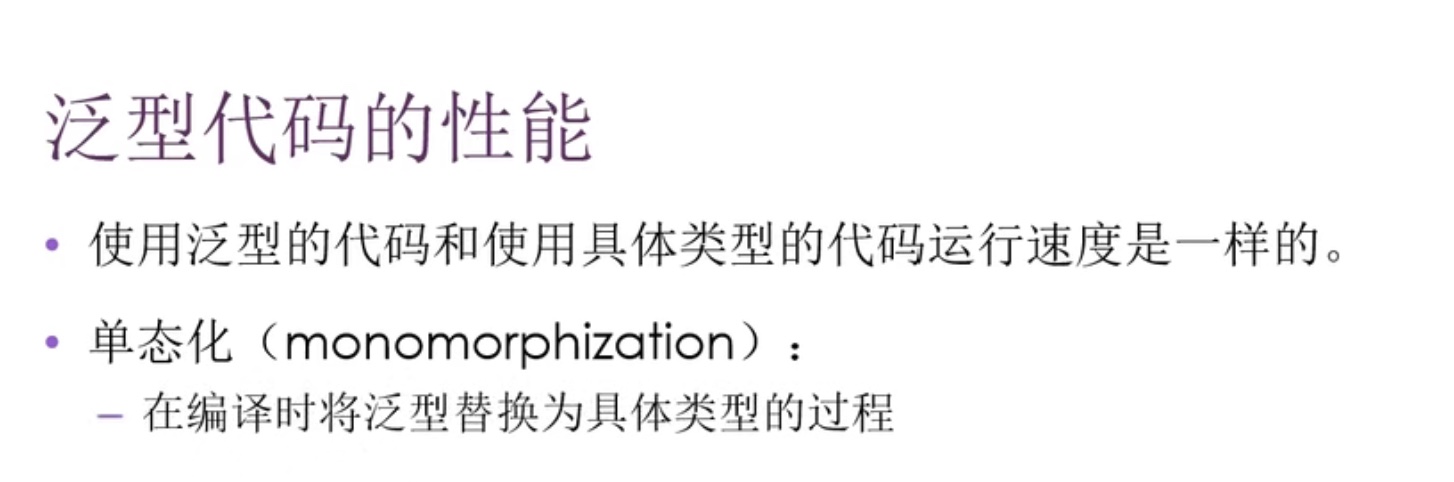 泛型代码的性能
• 使用泛型的代码和使用具体类型的代码运行速度是一样的。
• 单态化（monomorphization）：
– 在编译时将泛型替换为具体类型的过程